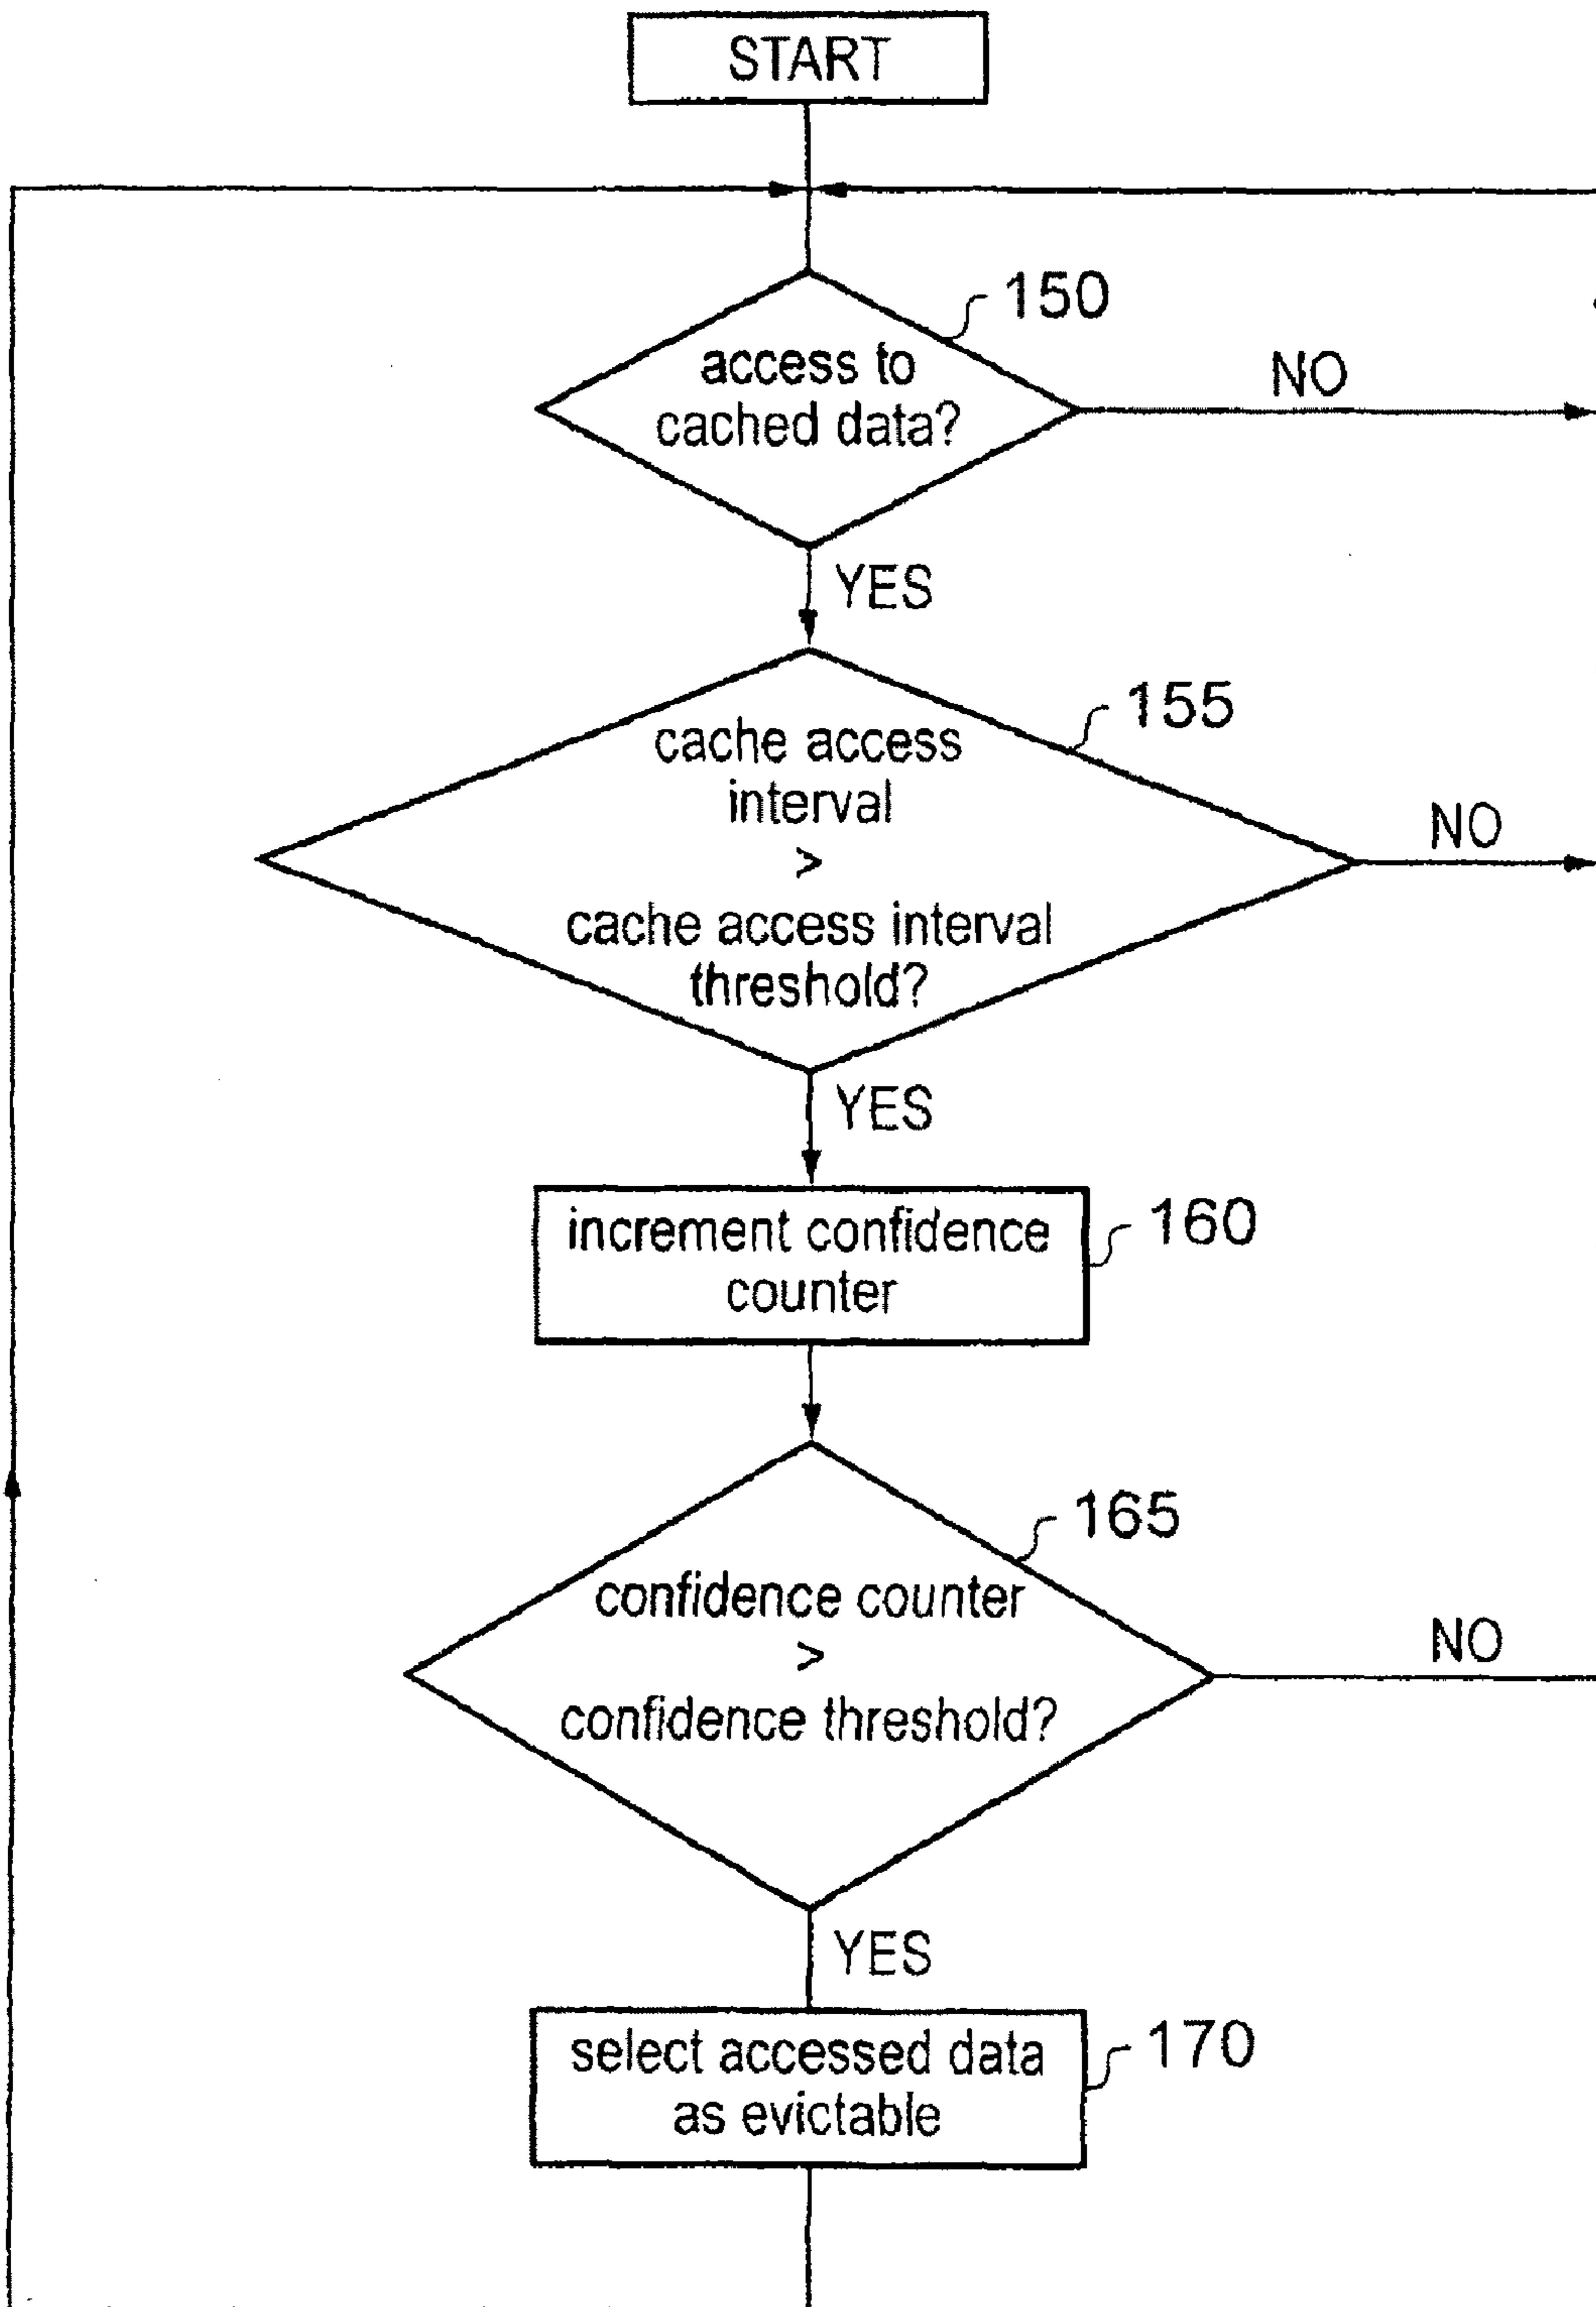 START
150
access to
cached data?
NO
YES
155
cache access
interval
>
cache access interval
threshold?
NO
YES
increment confidence
counter
160
165
confidence counter
>
confidence threshold?
NO
YES
select accessed data
as evictable
170